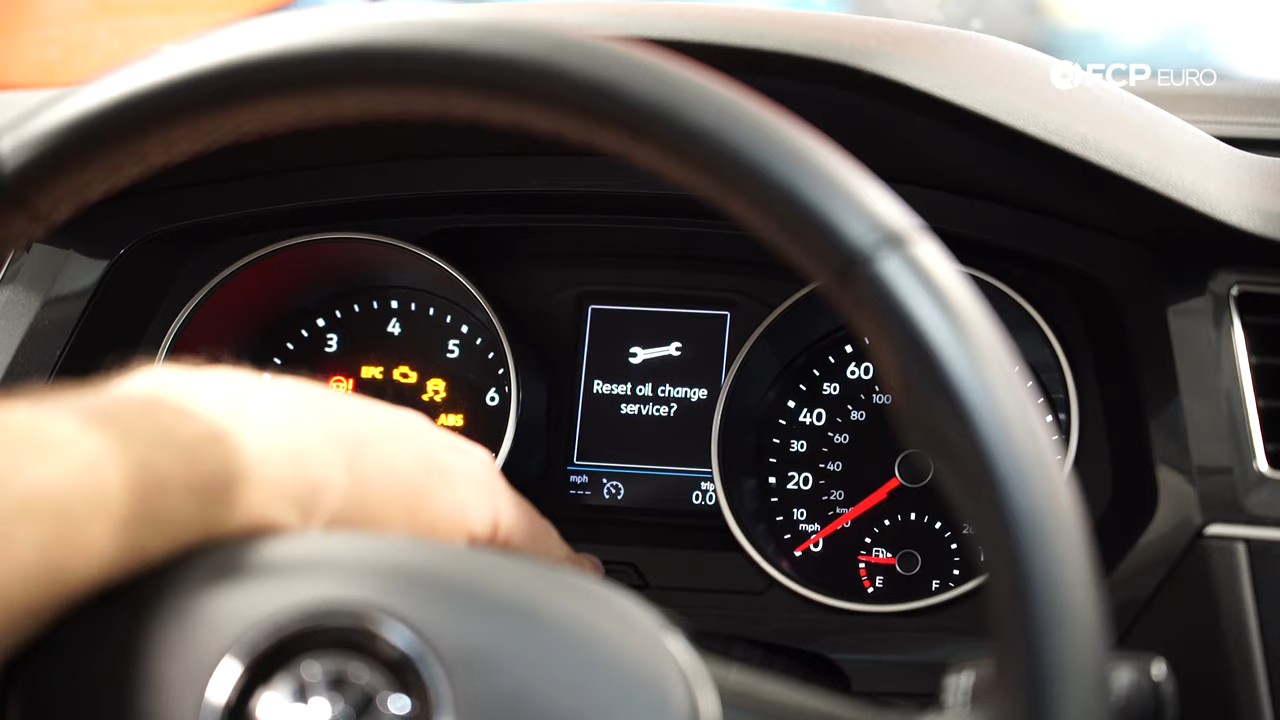 FCP EURO
3
4
5
6
EPC
ABS
Reset oil change
service?
mph
---
trip
0.0
60
50
100
40
80
30
60
20
40
10
20
km/h
mph
0
E
F